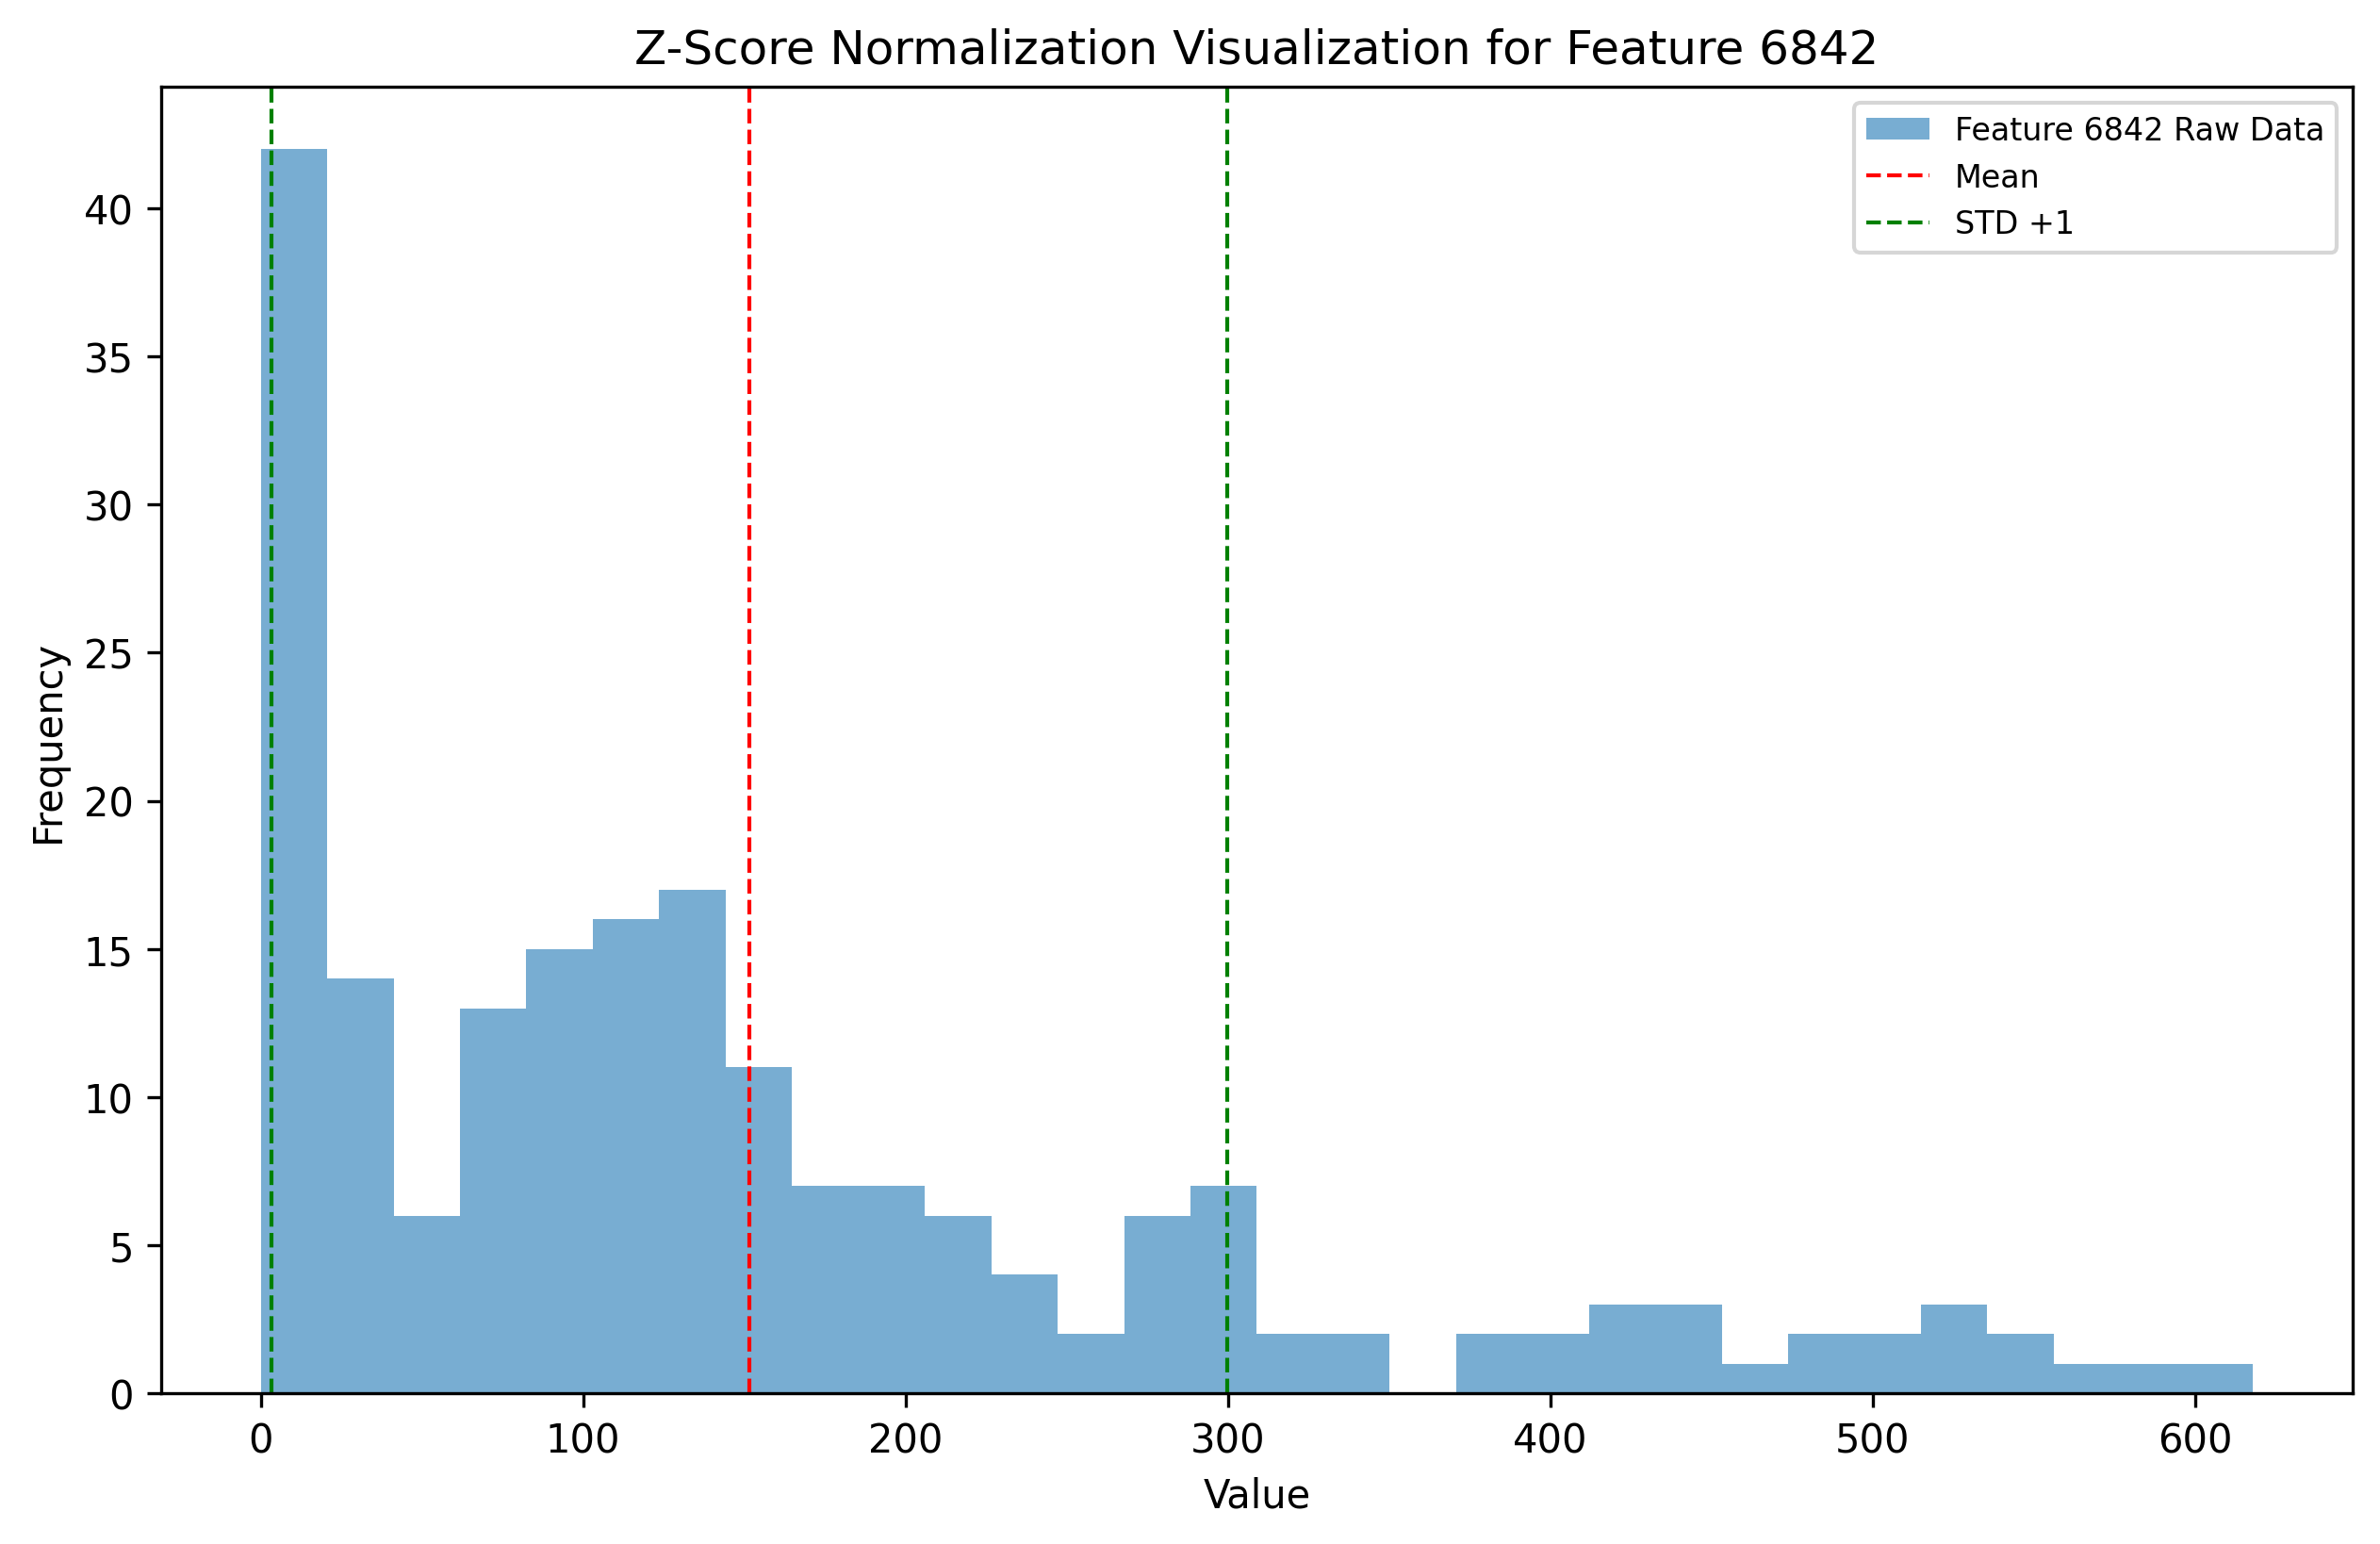 Z-Score Normalization Visualization for Feature 6842
Feature 6842 Raw Data
Mean
STD +1
40
35
30
25
20
15
10
5
0
Frequency
0 100 200 300 400 500 600
Value